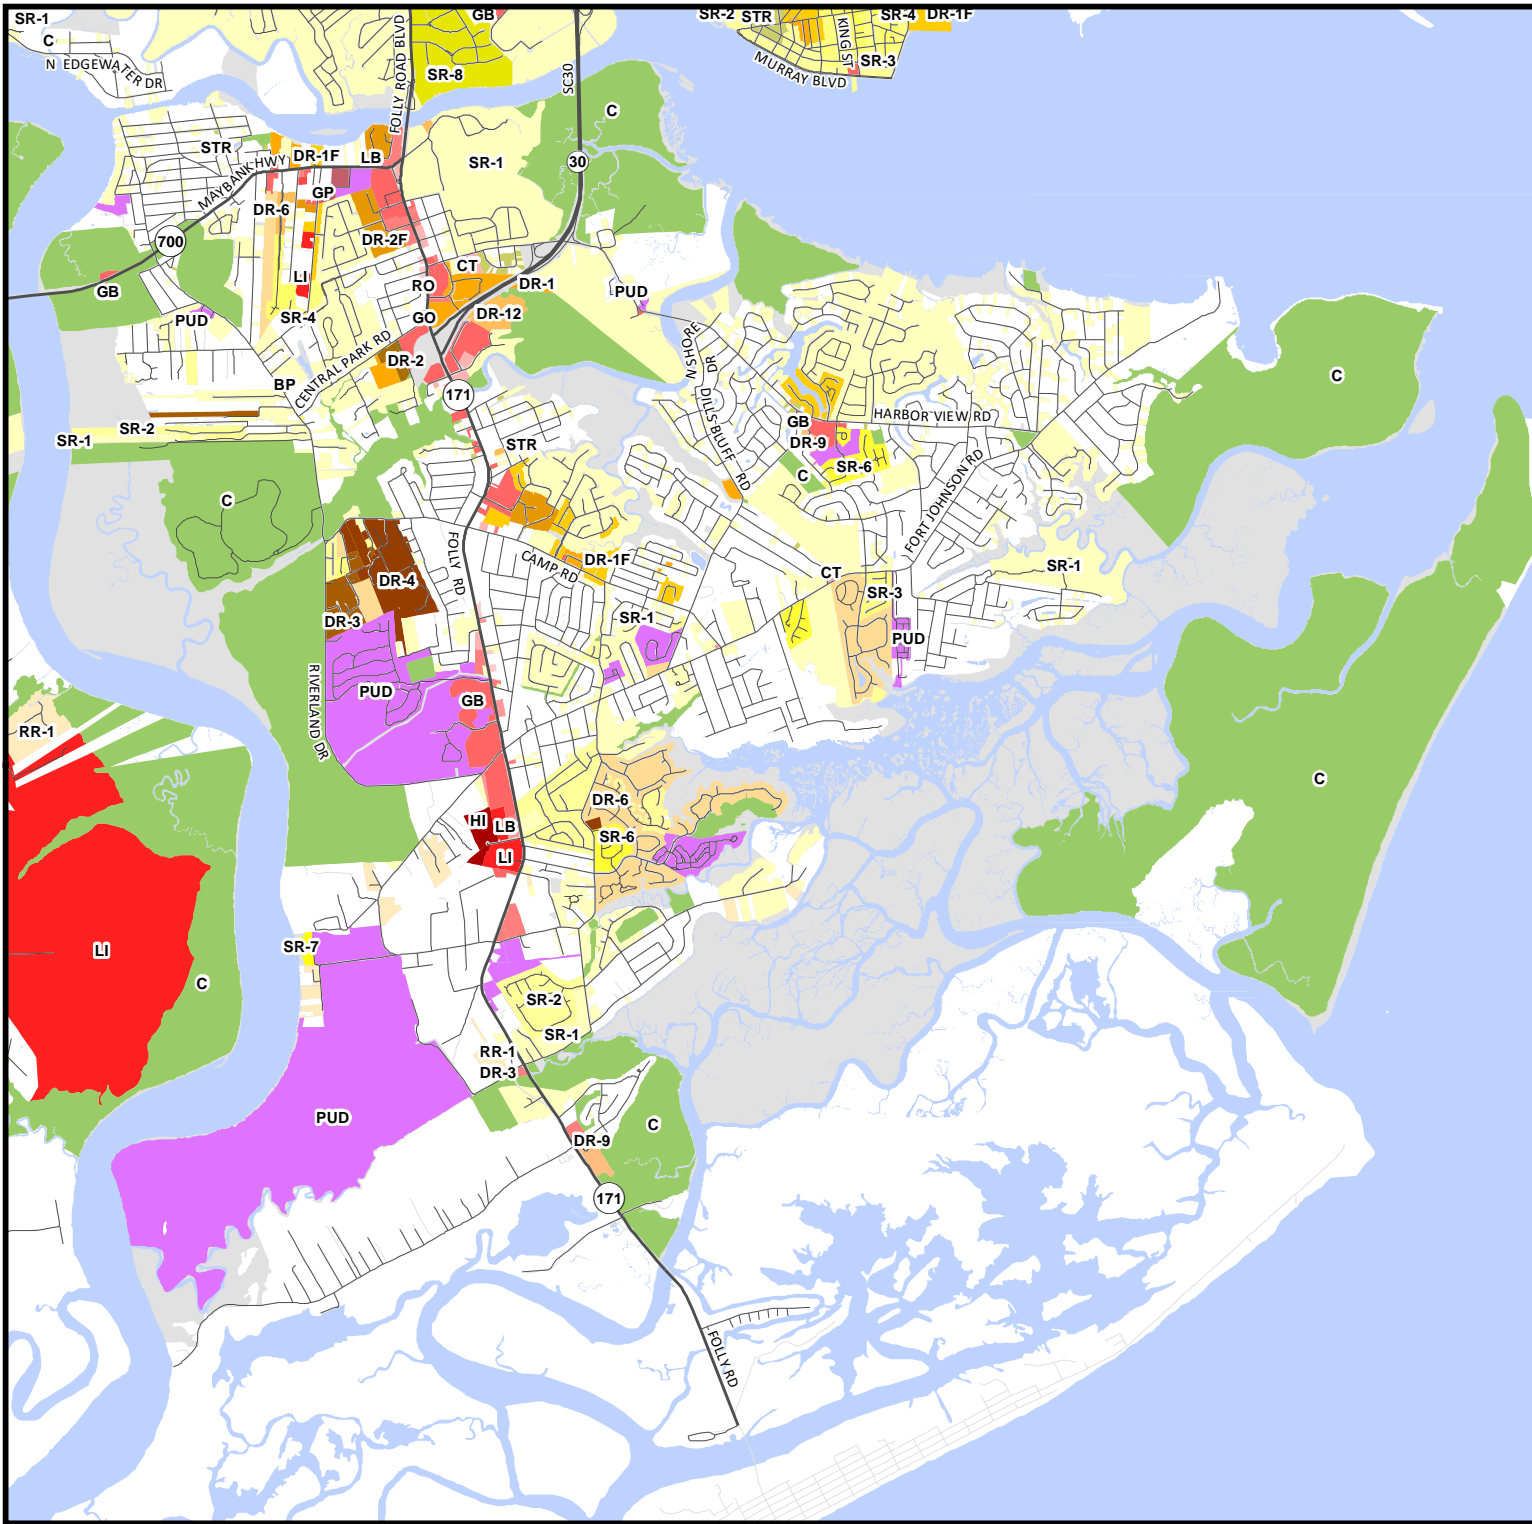 SR-1
C
N EDGEWATER DR
FOLLY ROAD BLVD
GB
SR-8
SC30
SR-2
STR
KING ST
SR-4
DR-1F
SR-3
MURRAY BLVD
C
STR
MAYBANK HWY
DR-1F
LB
SR-1
30
GP
DR-6
DR-2F
700
CT
LI
RO
DR-1
GB
PUD
PUD
SR-4
GO
DR-12
N SHORE DR
CENTRAL PARK RD
DR-2
BP
171
C
DILLS BLUFF RD
HARBOR VIEW RD
GB
SR-2
SR-1
STR
DR-9
SR-6
C
C
FORT JOHNSON RD
FOLLY RD
CAMP RD
DR-1F
DR-4
CT
SR-1
SR-3
DR-3
SR-1
PUD
RIVERLAND DR
PUD
GB
RR-1
C
DR-6
HI
LB
SR-6
LI
SR-7
LI
C
SR-2
SR-1
RR-1
DR-3
PUD
C
DR-9
171
FOLLY RD